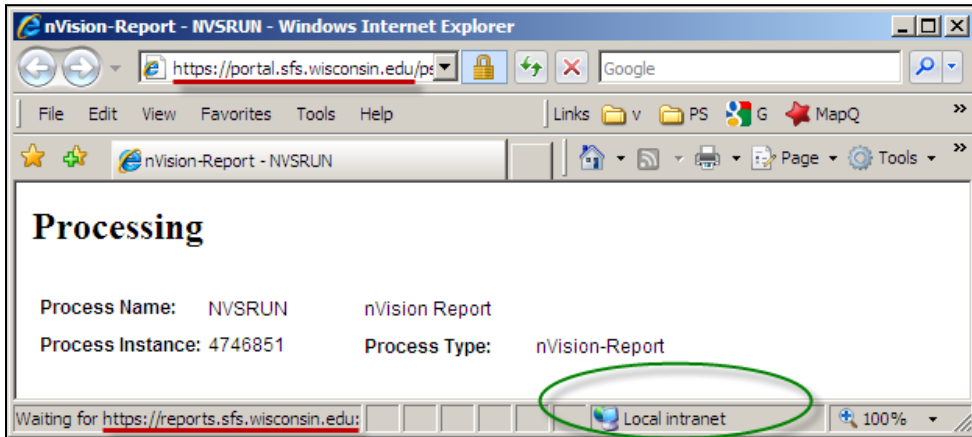 nVision-Report - NVSRUN - Windows Internet Explorer
https://portal.sfs.wisconsin.edu/ps
Google
File Edit View Favorites Tools Help
Links v PS G MapQ »
nVision-Report - NVSRUN
Page Tools »
Processing
Process Name: NVSRUN nVision Report
Process Instance: 4746851 Process Type: nVision-Report
Waiting for https://reports.sfs.wisconsin.edu:
Local intranet
100%